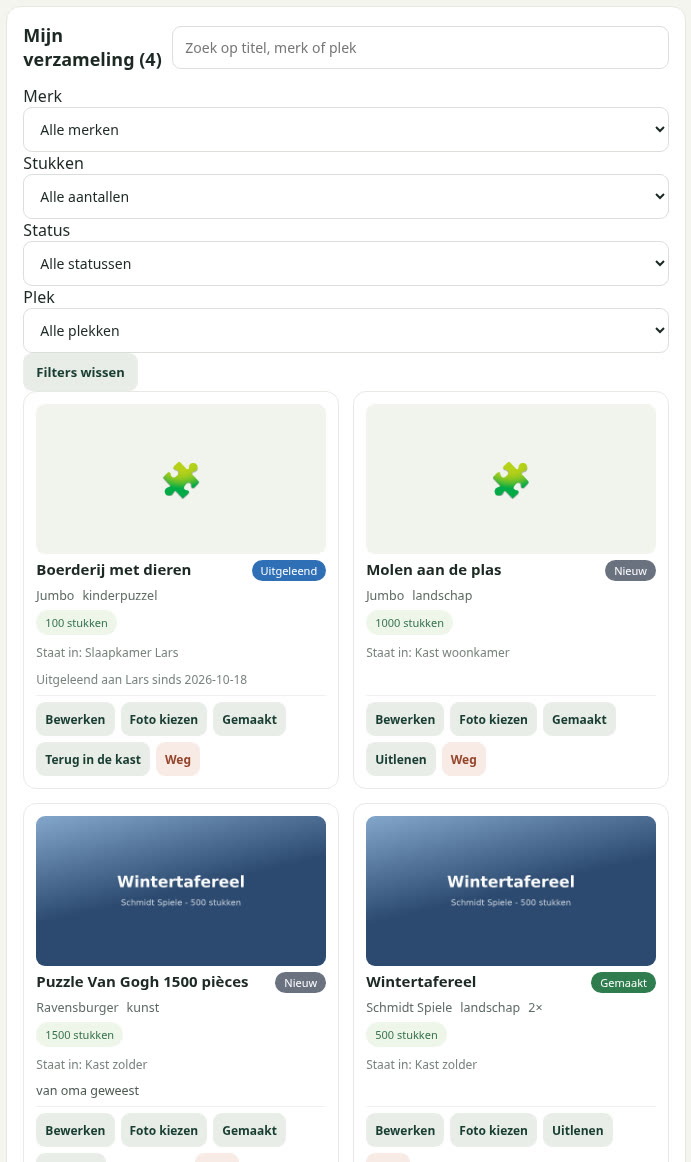 Mijn
verzameling (4)
Zoek op titel, merk of plek
Merk
Alle merken
Stukken
Alle aantallen
Status
Alle statussen
Plek
Alle plekken
Filters wissen
Boerderij met dieren
Uitgeleend
Jumbo kinderpuzzel
100 stukken
Staat in: Slaapkamer Lars
Uitgeleend aan Lars sinds 2026-10-18
Bewerken Foto kiezen Gemaakt
Terug in de kast Weg
Molen aan de plas
Nieuw
Jumbo landschap
1000 stukken
Staat in: Kast woonkamer
Bewerken Foto kiezen Gemaakt
Uitlenen Weg
Wintertafereel
Schmidt Spiele - 500 stukken
Puzzle Van Gogh 1500 pièces
Nieuw
Ravensburger kunst
1500 stukken
Staat in: Kast zolder
van oma geweest
Bewerken Foto kiezen Gemaakt
Wintertafereel
Schmidt Spiele - 500 stukken
Wintertafereel
Gemaakt
Schmidt Spiele landschap 2×
500 stukken
Staat in: Kast zolder
Bewerken Foto kiezen Uitlenen